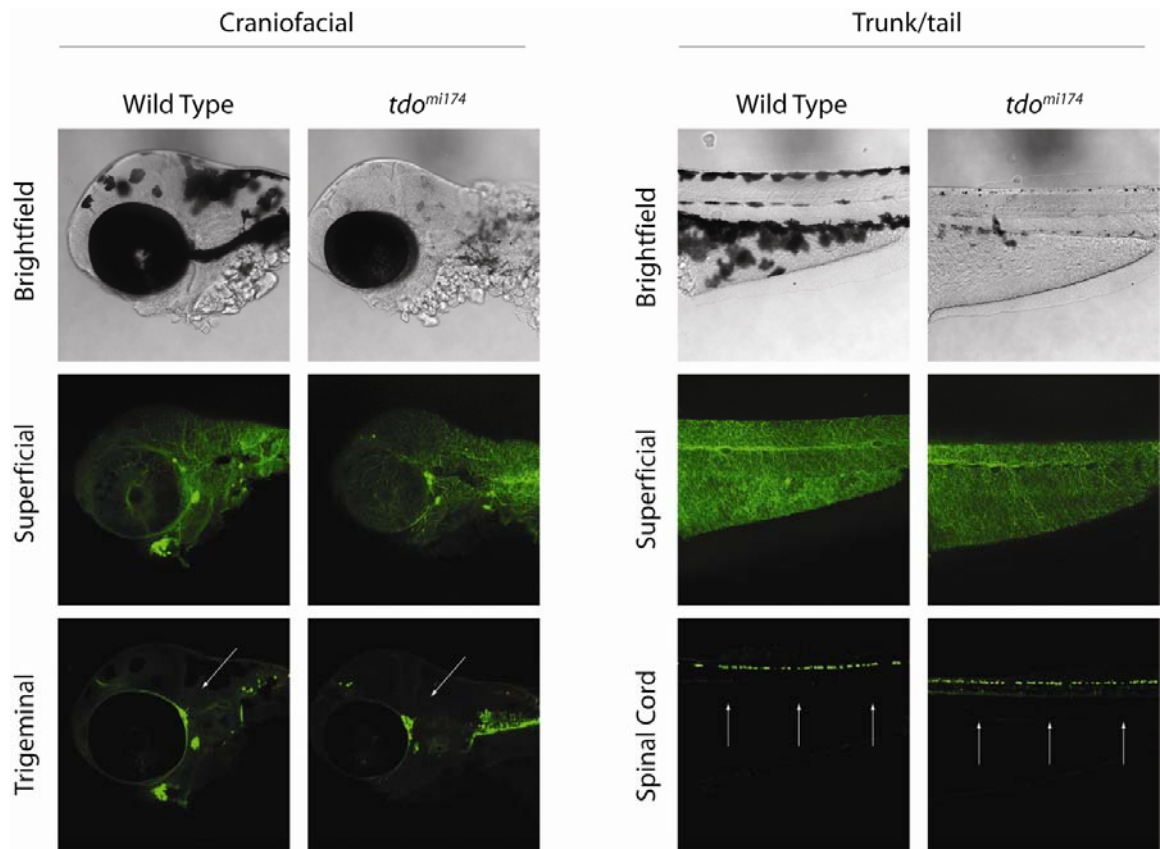 Craniofacial
Trunk/tail
Wild Type
tdo^mi174
Wild Type
tdo^mi174
Brightfield
Brightfield
Superficial
Superficial
Trigeminal
Spinal Cord